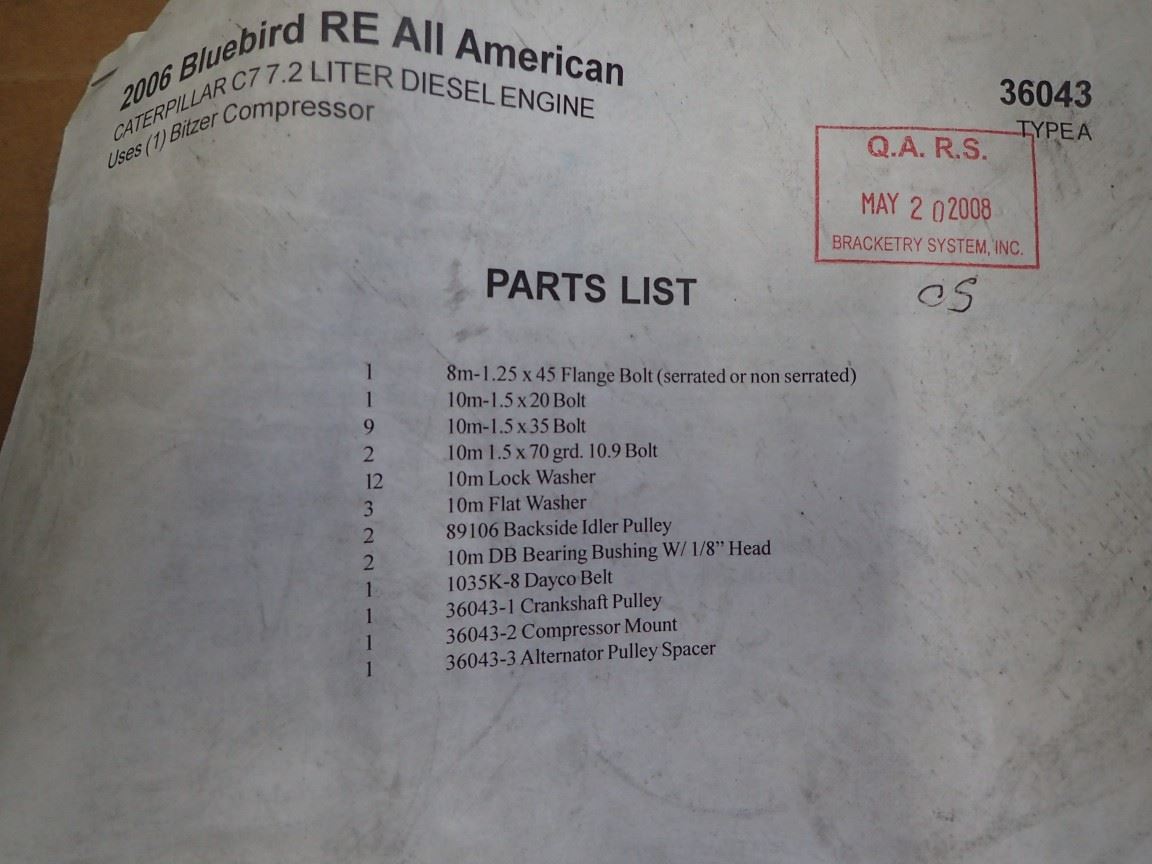 2006 Bluebird RE All American
CATERPILLAR C7 7.2 LITER DIESEL ENGINE
Uses (1) Bitzer Compressor
36043
TYPE A
Q.A. R.S.
MAY 2 0 2008
BRACKETRY SYSTEM, INC.
CS
PARTS LIST
1 8m-1.25 x 45 Flange Bolt (serrated or non serrated)
1 10m-1.5 x 20 Bolt
9 10m-1.5 x 35 Bolt
2 10m 1.5 x 70 grd. 10.9 Bolt
12 10m Lock Washer
3 10m Flat Washer
2 89106 Backside Idler Pulley
2 10m DB Bearing Bushing W/ 1/8” Head
1 1035K-8 Dayco Belt
1 36043-1 Crankshaft Pulley
1 36043-2 Compressor Mount
1 36043-3 Alternator Pulley Spacer